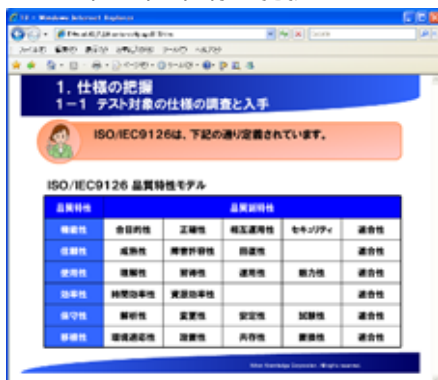 Windows Internet Explorer
1. 仕様の把握
1-1 テスト対象の仕様の調査と入手
ISO/IEC9126は、下記の通り定義されています。
ISO/IEC9126 品質特性モデル
品質特性 品質副特性
機能性 合目的性 正確性 相互運用性 セキュリティ 適合性
信頼性 成熟性 障害許容性 回復性 適合性
使用性 理解性 習得性 運用性 魅力性 適合性
効率性 時間効率性 資源効率性 適合性
保守性 解析性 変更性 安定性 試験性 適合性
移植性 環境適応性 設置性 共存性 置換性 適合性